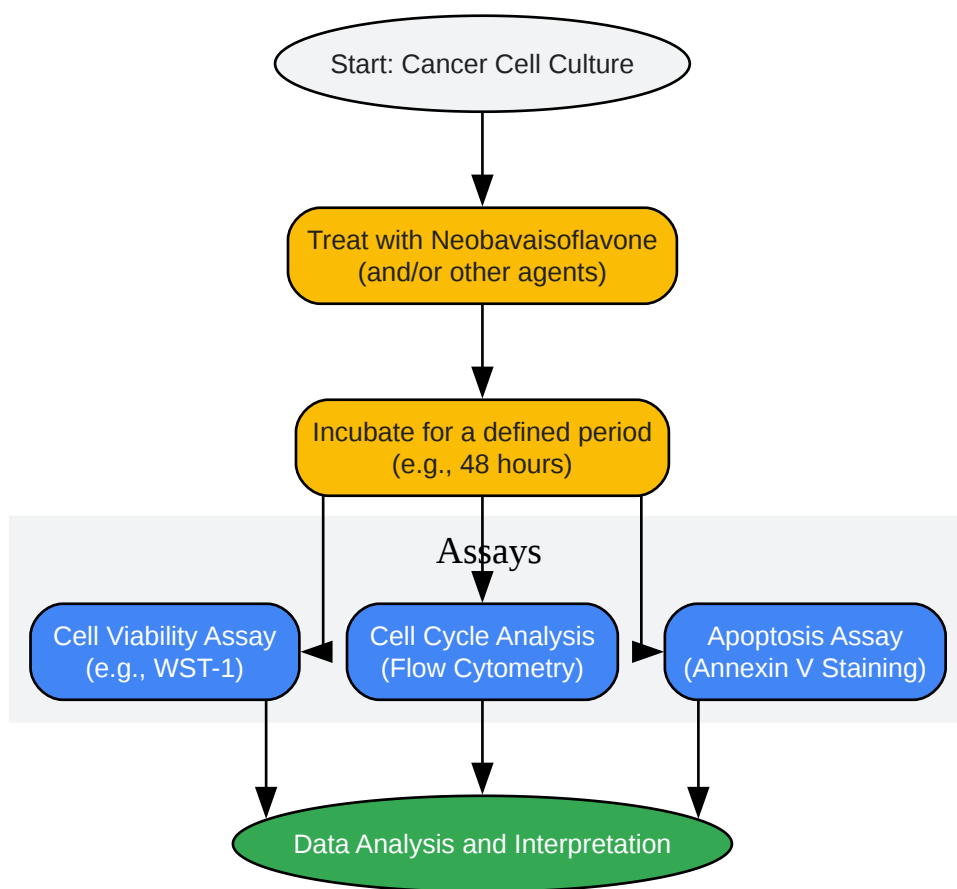 Start: Cancer Cell Culture
Treat with Neobavaisoflavone
(and/or other agents)
Incubate for a defined period
(e.g., 48 hours)
Assays
Cell Viability Assay
(e.g., WST-1)
Cell Cycle Analysis
(Flow Cytometry)
Apoptosis Assay
(Annexin V Staining)
Data Analysis and Interpretation